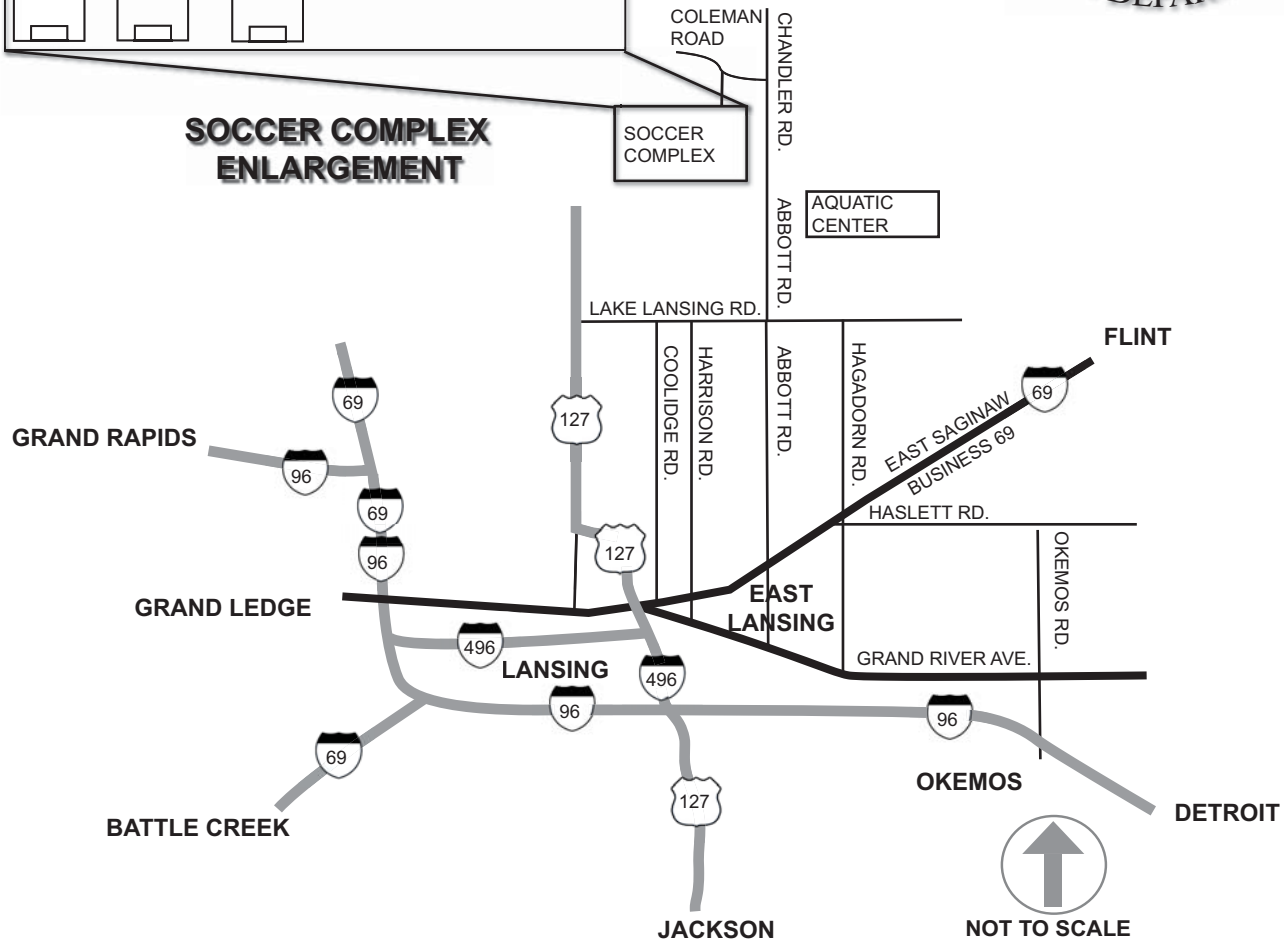 COLEMAN
ROAD
CHANDLER RD.
SOCCER COMPLEX
ENLARGEMENT
SOCCER
COMPLEX
AQUATIC
CENTER
ABBOTT RD.
LAKE LANSING RD.
FLINT
COOLIDGE RD.
HARRISON RD.
ABBOTT RD.
HAGADORN RD.
69
69
127
EAST SAGINAW
BUSINESS 69
GRAND RAPIDS
96
69
HASLETT RD.
96
127
OKEMOS RD.
GRAND LEDGE
EAST
LANSING
496
LANSING
GRAND RIVER AVE.
496
96
96
69
OKEMOS
127
BATTLE CREEK
DETROIT
JACKSON
NOT TO SCALE